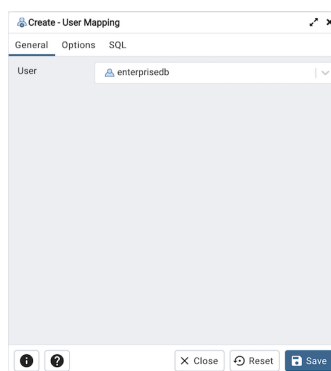 Create - User Mapping
General Options SQL
User enterprisedb
Close Reset Save